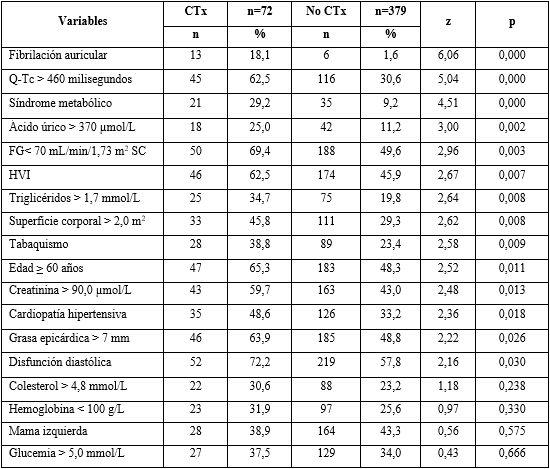 Variables CTx n=72 No CTx n=379 z p
n % n %
Fibrilación auricular 13 18,1 6 1,6 6,06 0,000
Q-Tc > 460 milisegundos 45 62,5 116 30,6 5,04 0,000
Síndrome metabólico 21 29,2 35 9,2 4,51 0,000
Acido úrico > 370 µmol/L 18 25,0 42 11,2 3,00 0,002
FG< 70 mL/min/1,73 m² SC 50 69,4 188 49,6 2,96 0,003
HVI 46 62,5 174 45,9 2,67 0,007
Triglicéridos > 1,7 mmol/L 25 34,7 75 19,8 2,64 0,008
Superficie corporal > 2,0 m² 33 45,8 111 29,3 2,62 0,008
Tabaquismo 28 38,8 89 23,4 2,58 0,009
Edad ≥ 60 años 47 65,3 183 48,3 2,52 0,011
Creatinina > 90,0 µmol/L 43 59,7 163 43,0 2,48 0,013
Cardiopatía hipertensiva 35 48,6 126 33,2 2,36 0,018
Grasa epicárdica > 7 mm 46 63,9 185 48,8 2,22 0,026
Disfunción diastólica 52 72,2 219 57,8 2,16 0,030
Colesterol > 4,8 mmol/L 22 30,6 88 23,2 1,18 0,238
Hemoglobina < 100 g/L 23 31,9 97 25,6 0,97 0,330
Mama izquierda 28 38,9 164 43,3 0,56 0,575
Glucemia > 5,0 mmol/L 27 37,5 129 34,0 0,43 0,666